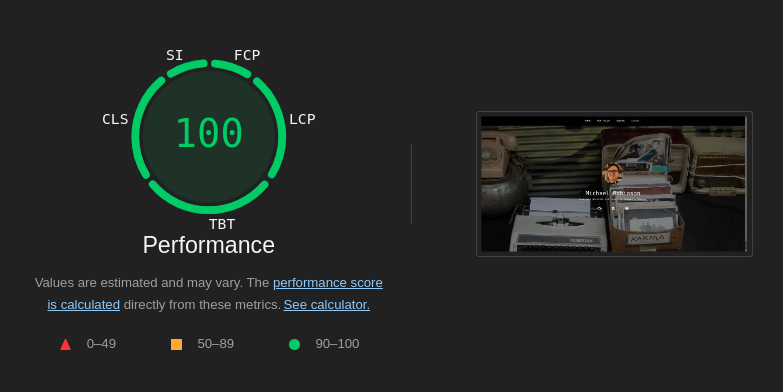 SI
FCP
CLS
100
LCP
TBT
Performance
Values are estimated and may vary. The performance score
is calculated directly from these metrics. See calculator.
0–49
50–89
90–100
Michael Robinson
KARMA